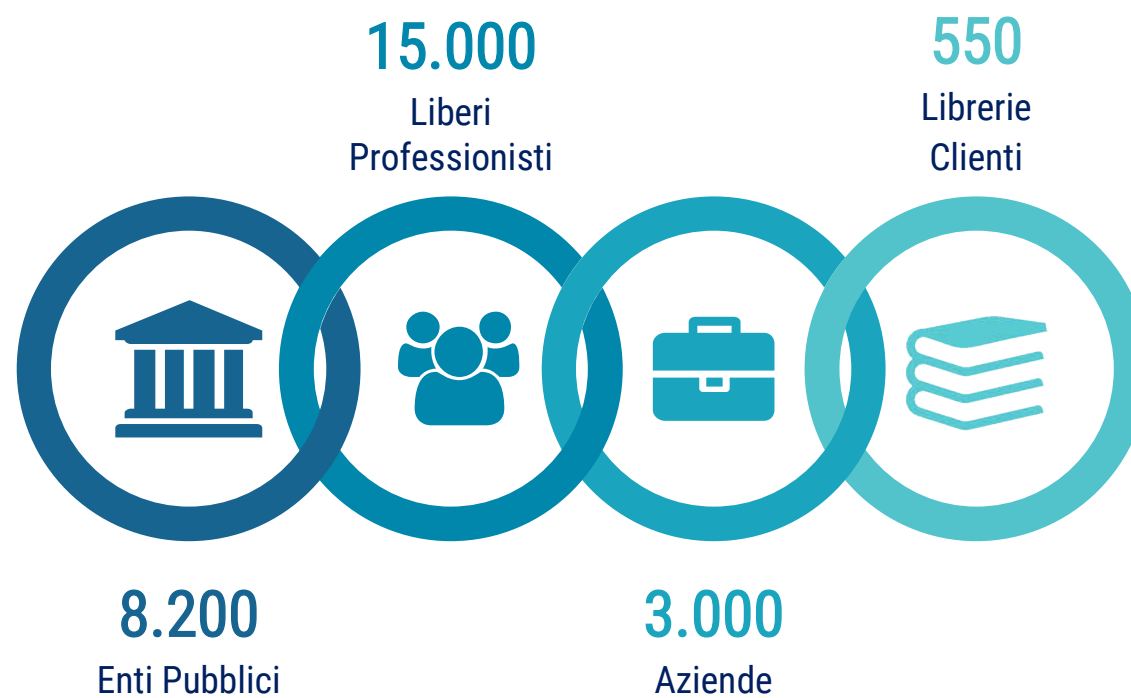 15.000
Liberi
Professionisti
550
Librerie
Clienti
8.200
Enti Pubblici
3.000
Aziende